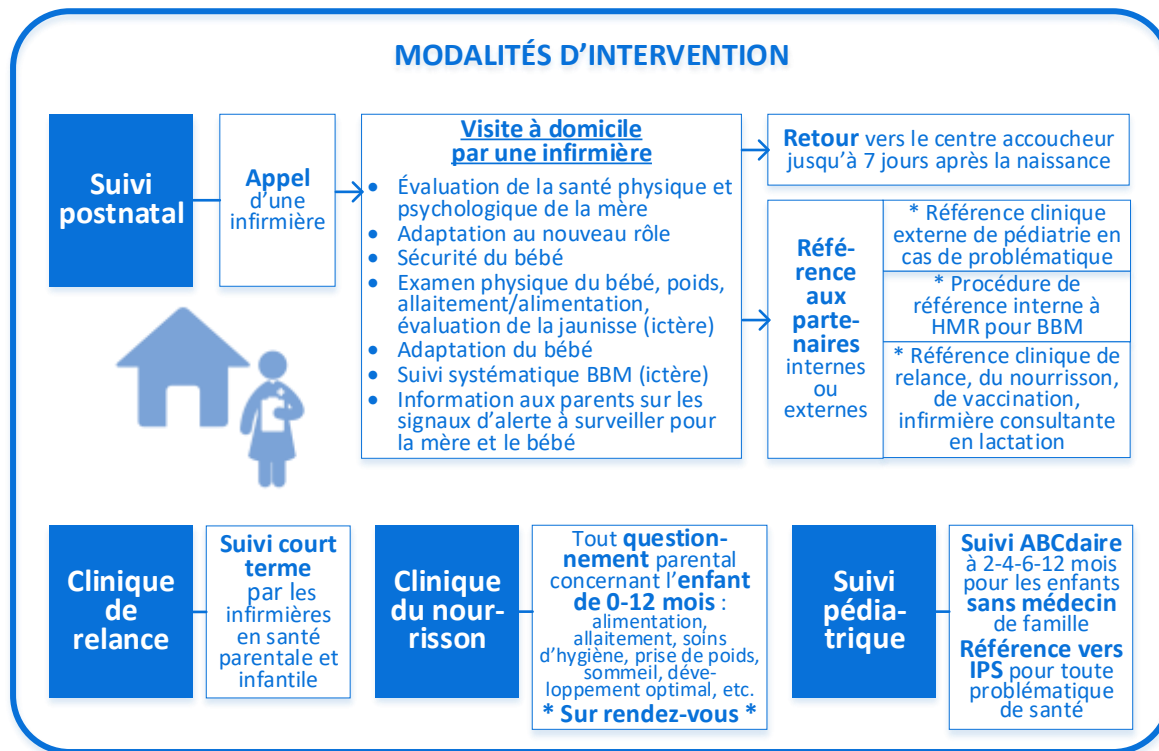 MODALITÉS D’INTERVENTION
Suivi
postnatal
Appel
d’une
infirmière
Visite à domicile
par une infirmière
• Évaluation de la santé physique et
psychologique de la mère
• Adaptation au nouveau rôle
• Sécurité du bébé
• Examen physique du bébé, poids,
allaitement/alimentation,
évaluation de la jaunisse (ictère)
• Adaptation du bébé
• Suivi systématique BBM (ictère)
• Information aux parents sur les
signaux d’alerte à surveiller pour
la mère et le bébé
Retour vers le centre accoucheur
jusqu’à 7 jours après la naissance
Réfé-
rence
aux
parte-
naires
internes
ou
externes
* Référence clinique
externe de pédiatrie en
cas de problématique
* Procédure de
référence interne à
HMR pour BBM
* Référence clinique de
relance, du nourrisson,
de vaccination,
infirmière consultante
en lactation
Clinique
de
relance
Suivi court
terme
par les
infirmières
en santé
parentale et
infantile
Clinique
du nour-
risson
Tout question-
nement parental
concernant l’enfant
de 0-12 mois :
alimentation,
allaitement, soins
d’hygiène, prise de poids,
sommeil, déve-
loppement optimal, etc.
* Sur rendez-vous *
Suivi
pédia-
trique
Suivi ABCdaire
à 2-4-6-12 mois
pour les enfants
sans médecin
de famille
Référence vers
IPS pour toute
problématique
de santé